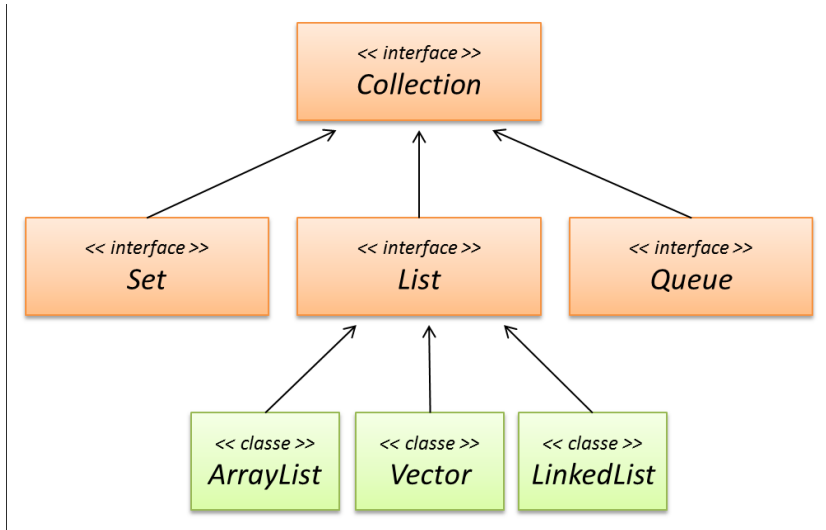 << interface >>
Collection
<< interface >>
Set
<< interface >>
List
<< interface >>
Queue
<< classe >>
ArrayList
<< classe >>
Vector
<< classe >>
LinkedList